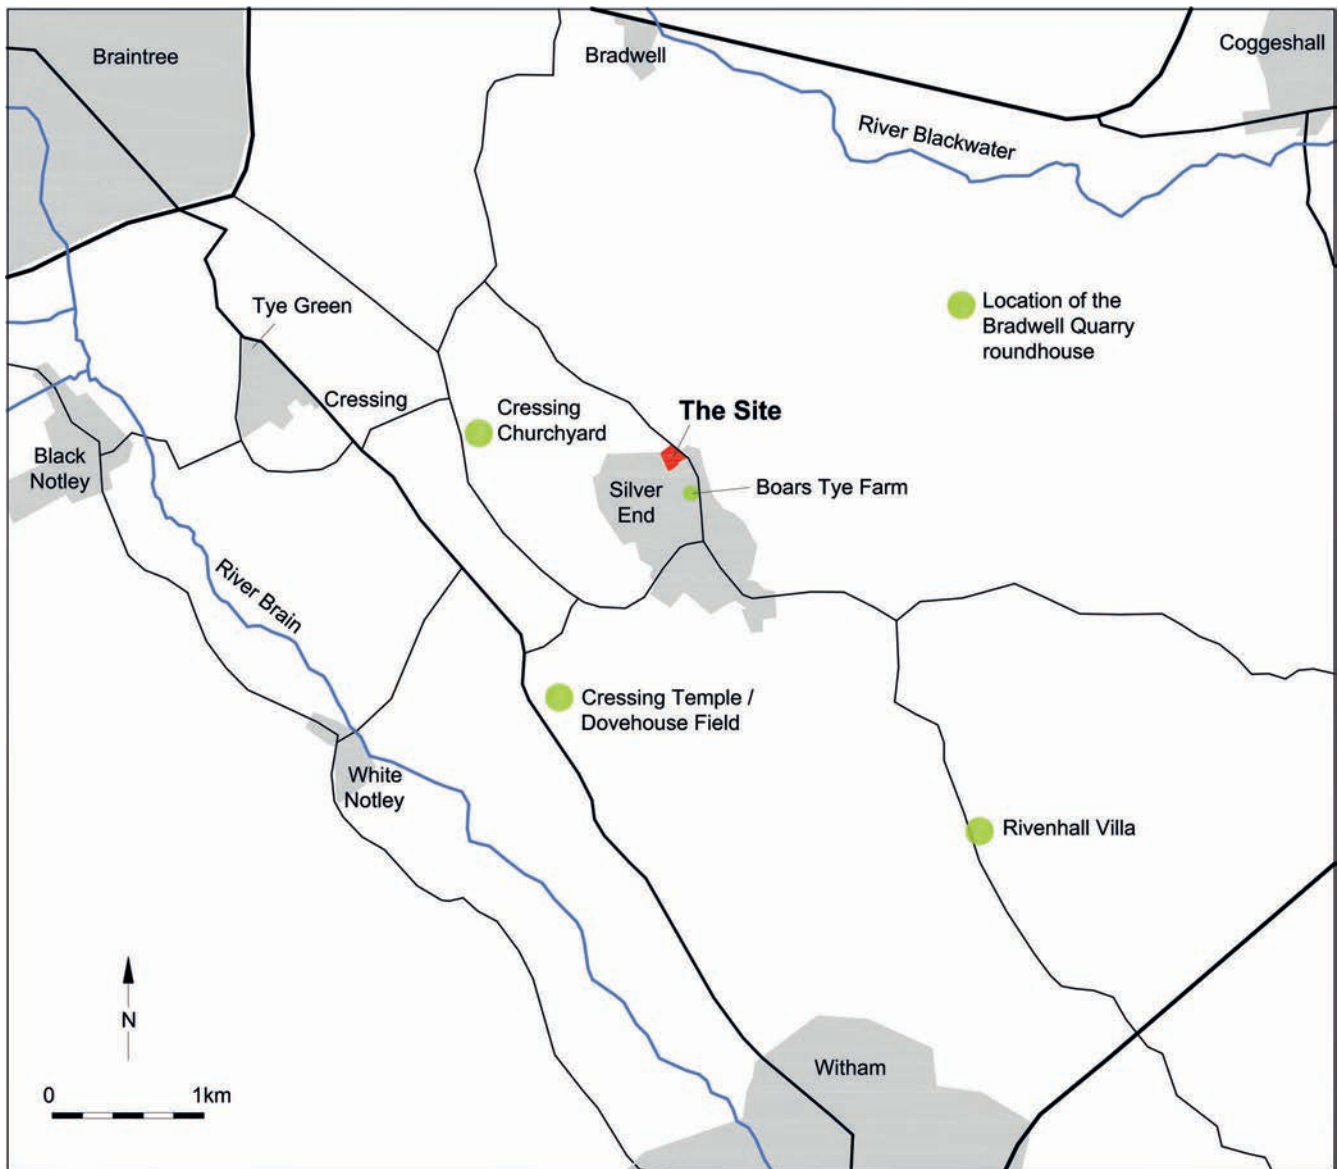 Braintree
Bradwell
Coggeshall
River Blackwater
Tye Green
Location of the
Bradwell Quarry
roundhouse
Cressing
Cressing
Churchyard
The Site
Black
Notley
Silver
End
Boars Tye Farm
River Brain
Cressing Temple /
Dovehouse Field
White
Notley
Rivenhall Villa
N
0 1km
Witham